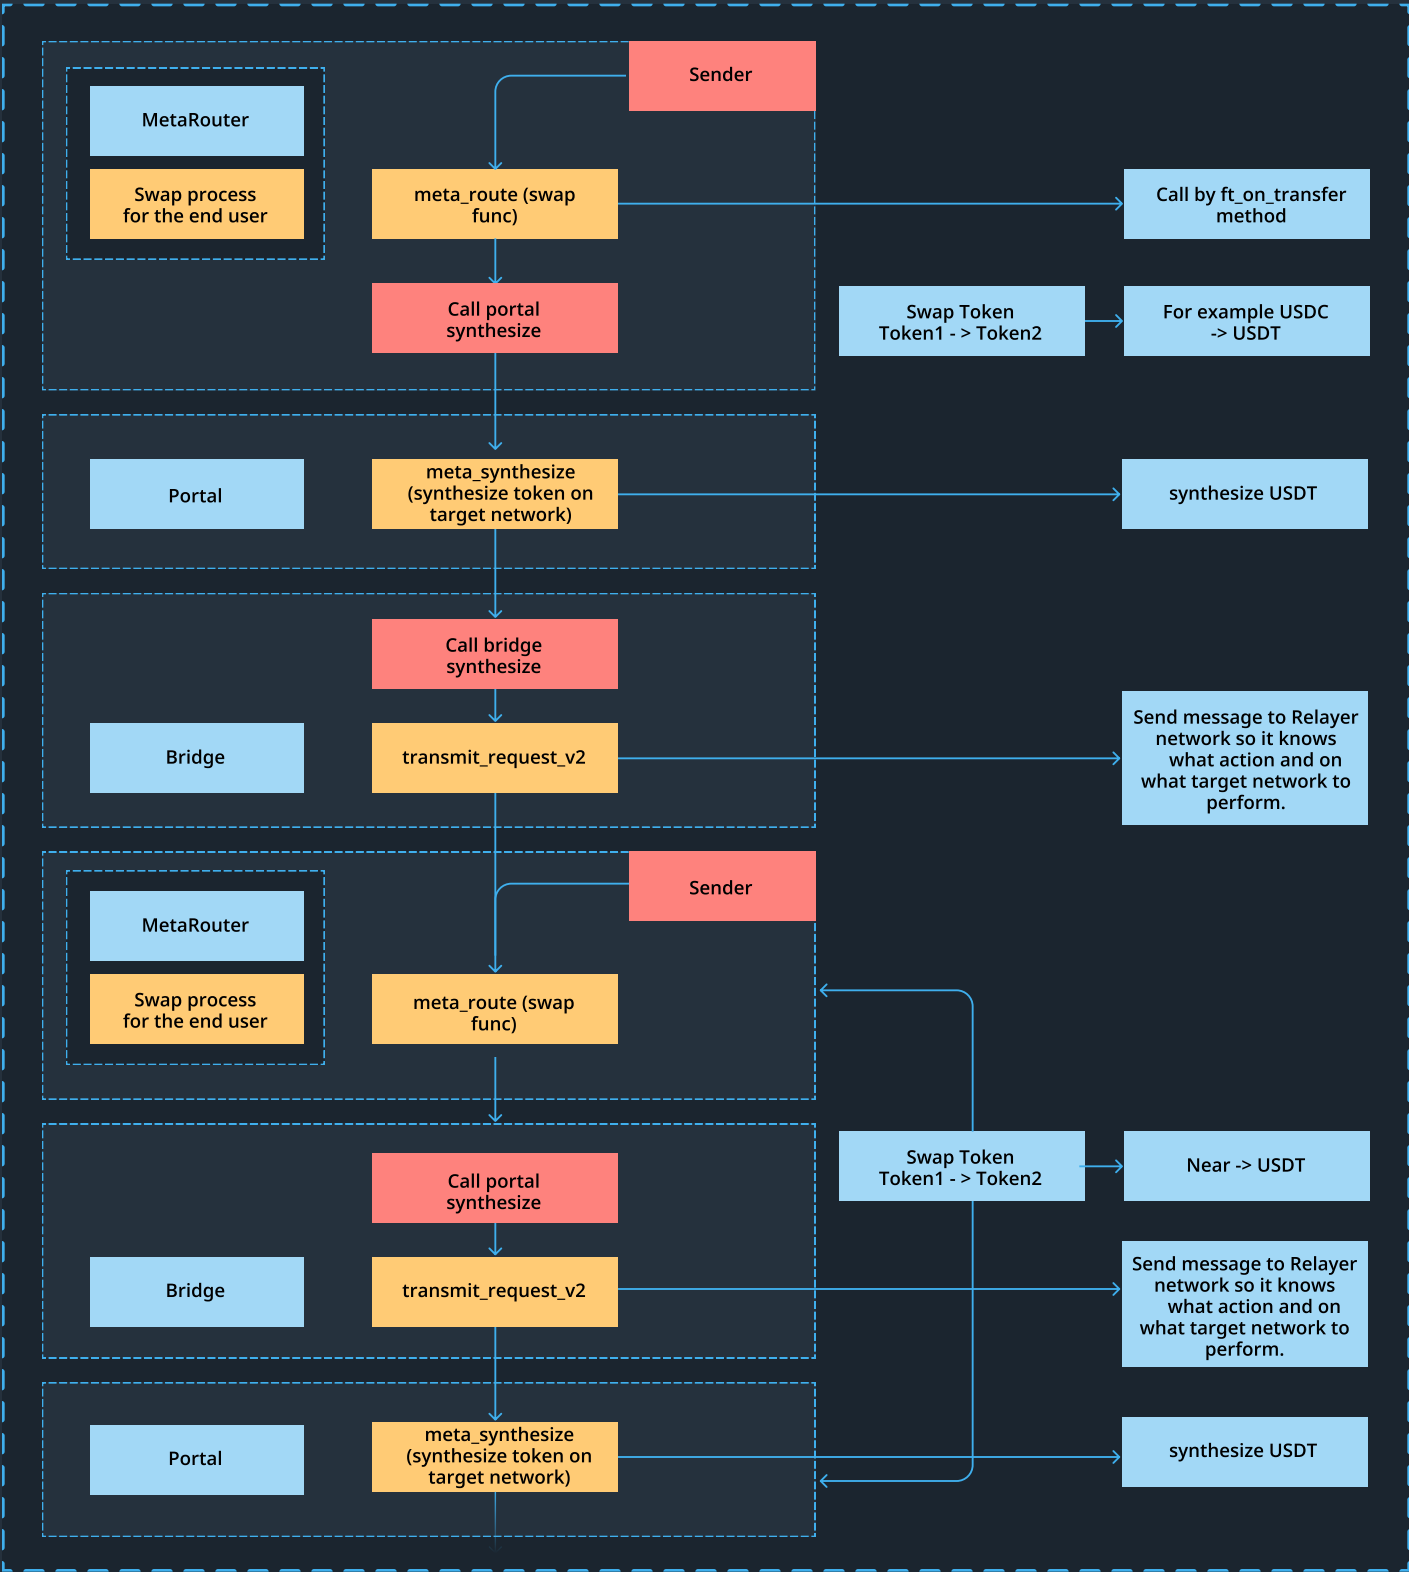 Sender
MetaRouter
Swap process
for the end user
meta_route (swap
func)
Call by ft_on_transfer
method
Call portal
synthesize
Swap Token
Token1 - > Token2
For example USDC
-> USDT
Portal
meta_synthesize
(synthesize token on
target network)
synthesize USDT
Call bridge
synthesize
Bridge
transmit_request_v2
Send message to Relayer
network so it knows
what action and on
what target network to
perform.
Sender
MetaRouter
Swap process
for the end user
meta_route (swap
func)
Swap Token
Token1 - > Token2
Near -> USDT
Call portal
synthesize
Bridge
transmit_request_v2
Send message to Relayer
network so it knows
what action and on
what target network to
perform.
Portal
meta_synthesize
(synthesize token on
target network)
synthesize USDT